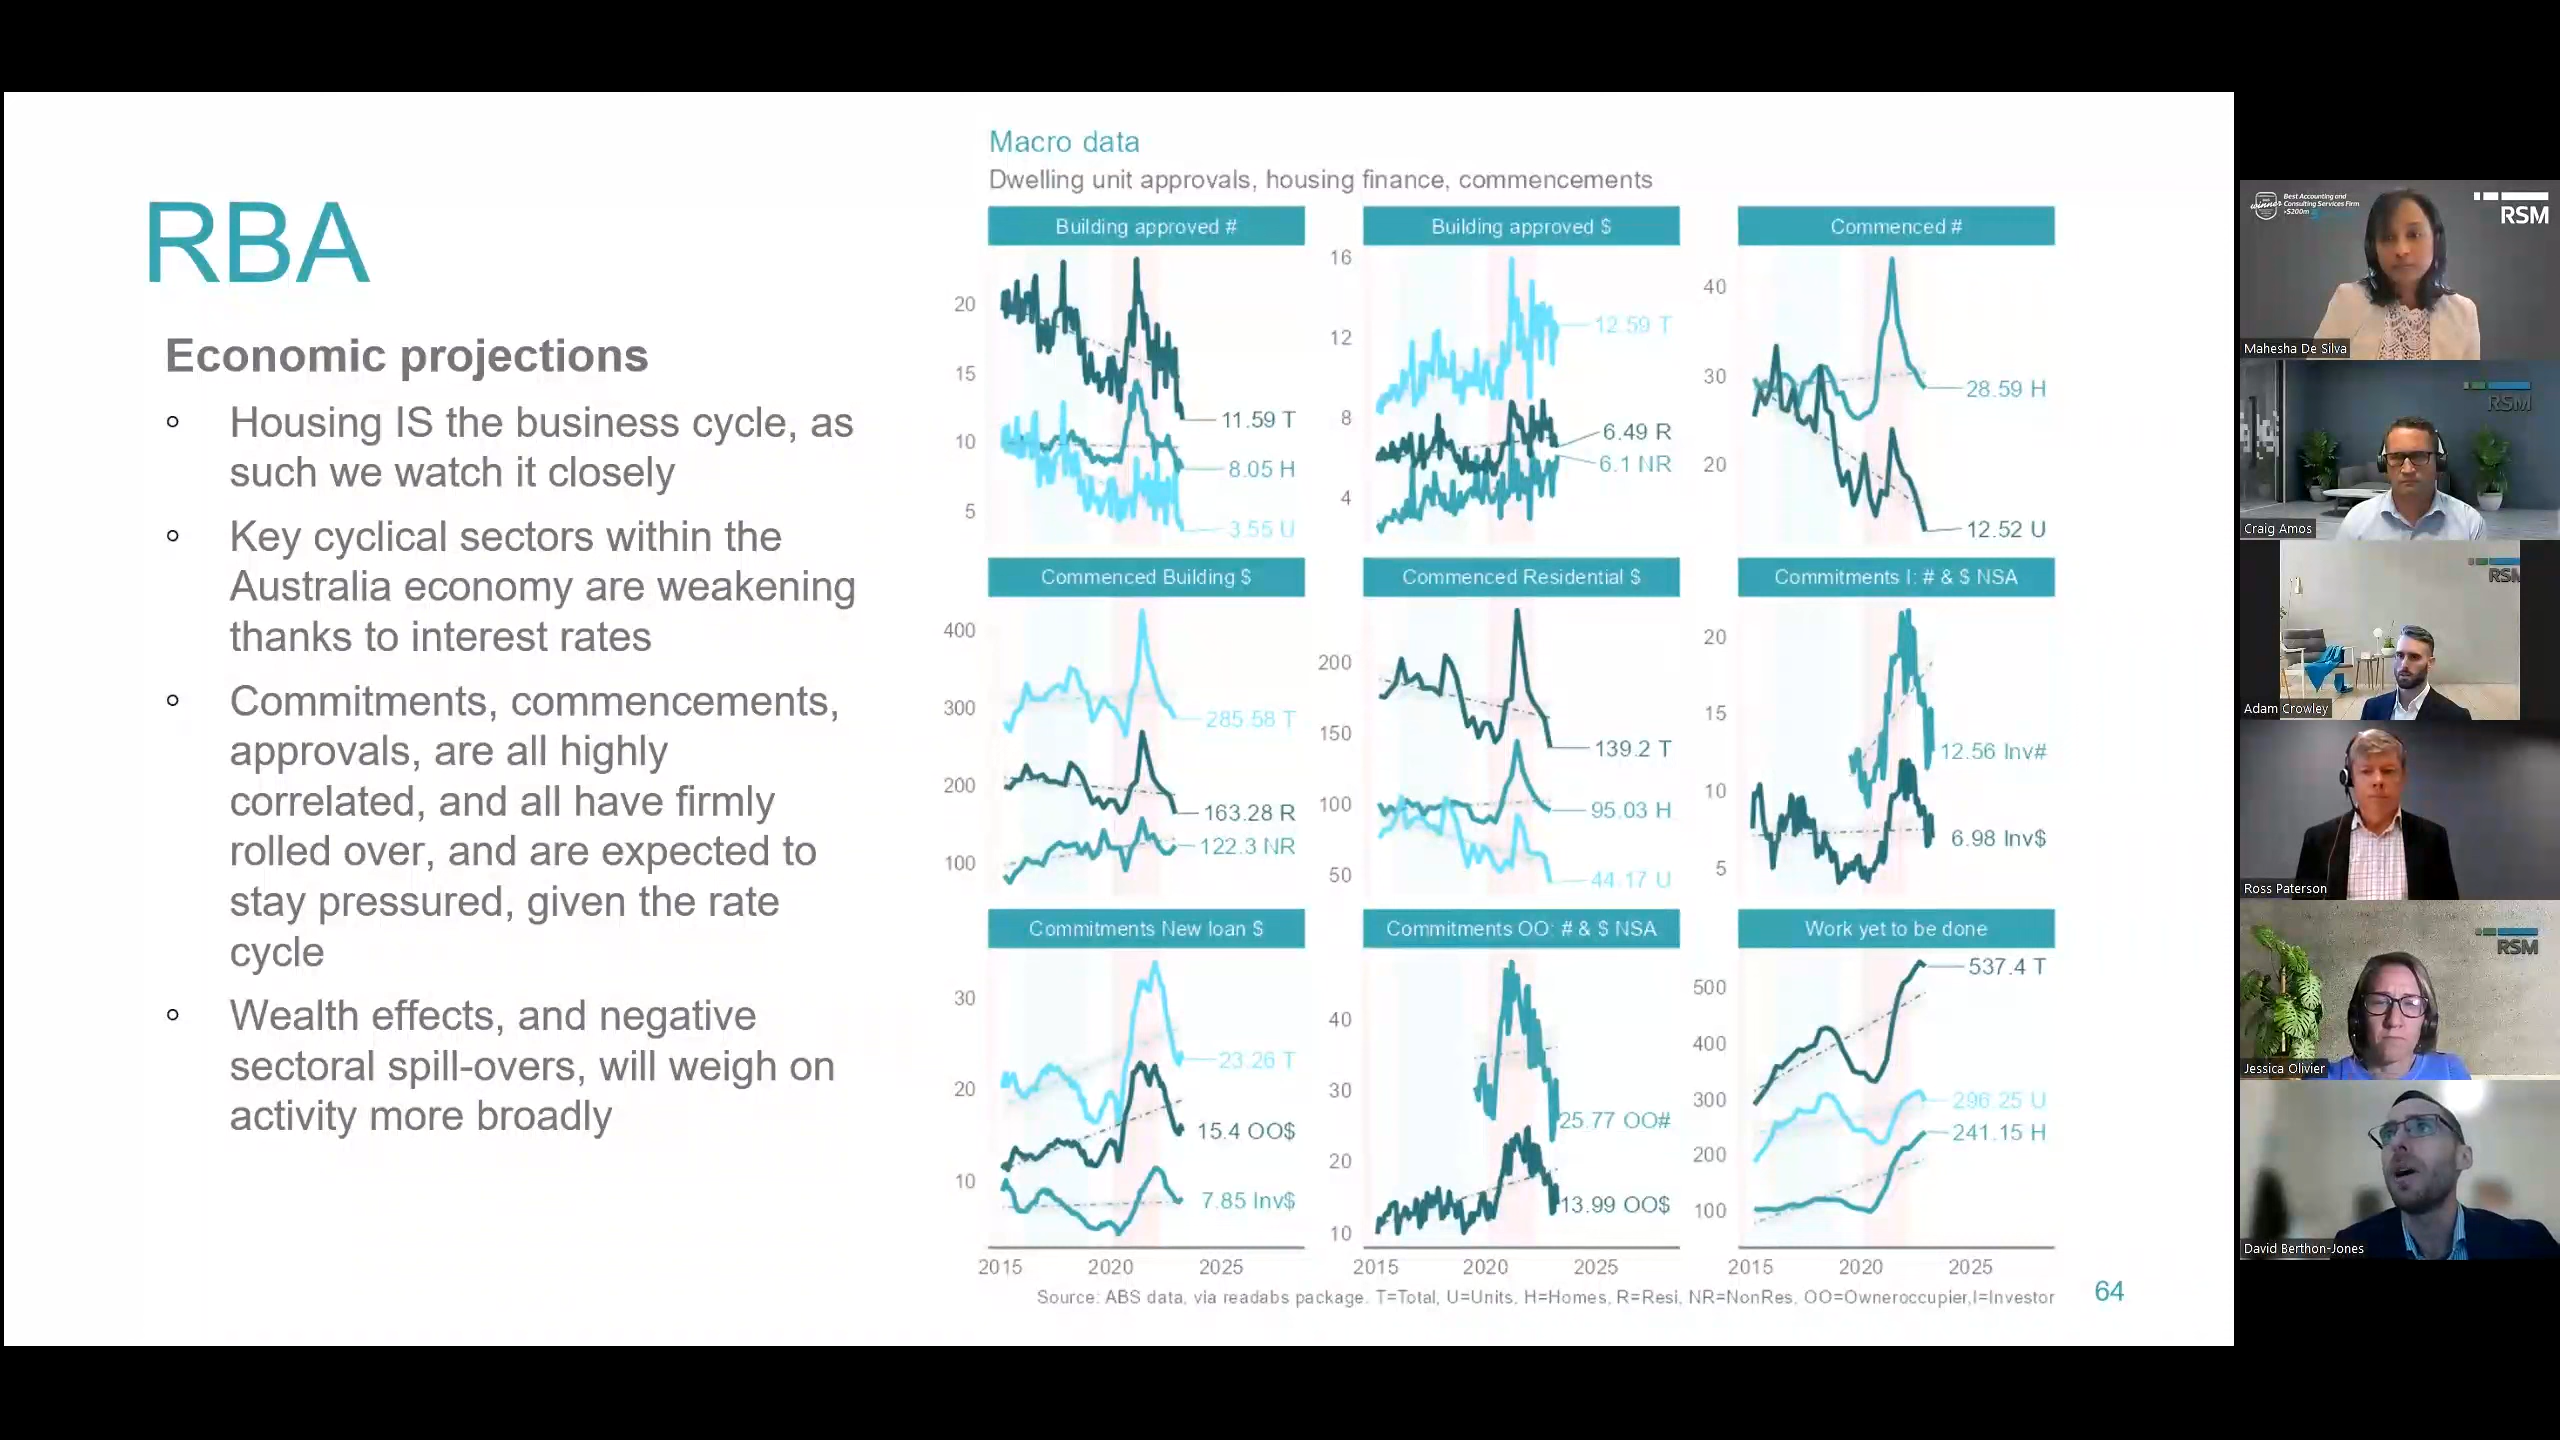 RBA
Economic projections
Housing IS the business cycle, as
such we watch it closely
Key cyclical sectors within the
Australia economy are weakening
thanks to interest rates
Commitments, commencements,
approvals, are all highly
correlated, and all have firmly
rolled over, and are expected to
stay pressured, given the rate
cycle
Wealth effects, and negative
sectoral spill-overs, will weigh on
activity more broadly
Macro data
Dwelling unit approvals, housing finance, commencements
Building approved #
20
15
10
5
11.59 T
8.05 H
3.55 U
Building approved $
16
12
8
4
12.59 T
6.49 R
6.1 NR
Commenced #
40
30
20
28.59 H
12.52 U
Commenced Building $
400
300
200
100
285.58 T
163.28 R
122.3 NR
Commenced Residential $
200
150
100
50
139.2 T
95.03 H
44.17 U
Commitments I: # & $ NSA
20
15
10
5
12.56 Inv#
6.98 Inv$
Commitments New loan $
30
20
10
23.26 T
15.4 OO$
7.85 Inv$
2015 2020 2025
Commitments OO: # & $ NSA
40
30
20
10
25.77 OO#
13.99 OO$
2015 2020 2025
Work yet to be done
500
400
300
200
100
537.4 T
296.25 U
241.15 H
2015 2020 2025
Source: ABS data, via readabs package. T=Total, U=Units, H=Homes, R=Resi, NR=NonRes, OO=Owneroccupier,I=Investor
64
winner
Best Accounting and
Consulting Services Firm
>$200m
RSM
Mahesha De Silva
RSM
Craig Amos
RSM
Adam Crowley
Ross Paterson
RSM
Jessica Olivier
David Berthon-Jones